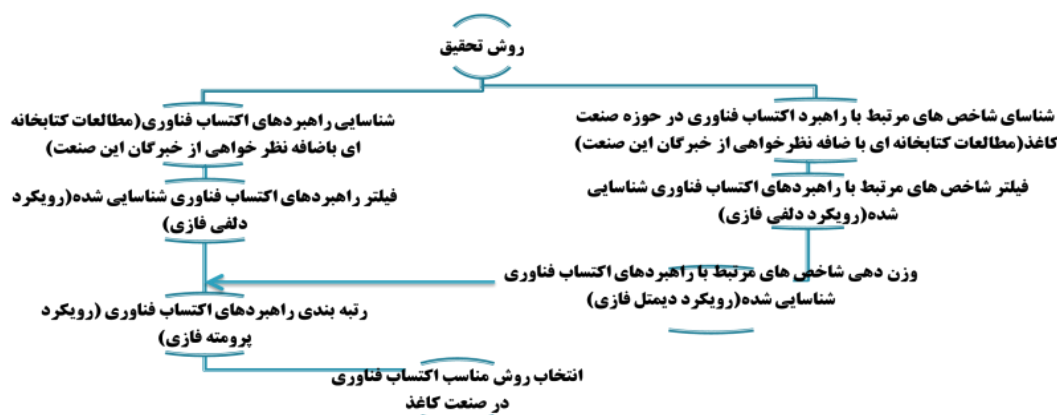 روش تحقیق
شناسای شاخص های مرتبط با راهبرد اکتساب فناوری در حوزه صنعت
کاغذ(مطالعات کتابخانه ای با ضافه نظرخواهی از خبرگان این صنعت)
فیلتر شاخص های مرتبط با راهبردهای اکتساب فناوری شناسایی
شده(رویکرد دلفی فازی)
وزن دهی شاخص های مرتبط با راهبردهای اکتساب فناوری
شناسایی شده(رویکرد دیمتل فازی)
شناسایی راهبردهای اکتساب فناوری(مطالعات کتابخانه
ای باضافه نظر خواهی از خبرگان این صنعت)
فیلتر راهبردهای اکتساب فناوری شناسایی شده(رویکرد
دلفی فازی)
رتبه بندی راهبردهای اکتساب فناوری (رویکرد
پرومته فازی)
انتخاب روش مناسب اکتساب فناوری
در صنعت کاغذ